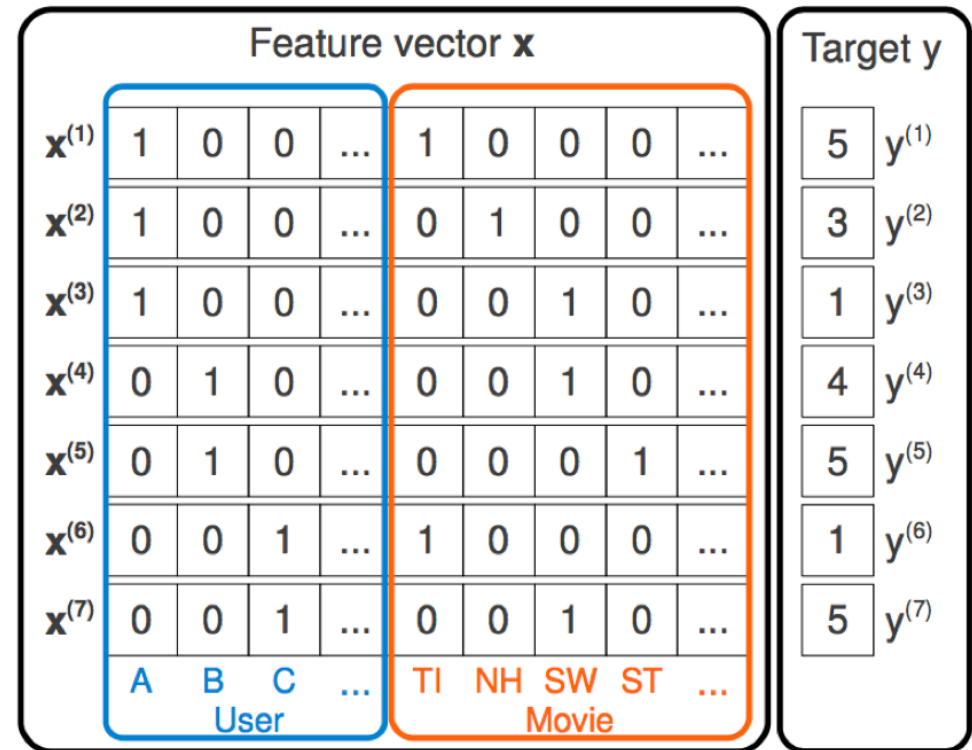 Feature vector x Target y
x(1) 1 0 0 ... 1 0 0 0 ... 5 y(1)
x(2) 1 0 0 ... 0 1 0 0 ... 3 y(2)
x(3) 1 0 0 ... 0 0 1 0 ... 1 y(3)
x(4) 0 1 0 ... 0 0 1 0 ... 4 y(4)
x(5) 0 1 0 ... 0 0 0 1 ... 5 y(5)
x(6) 0 0 1 ... 1 0 0 0 ... 1 y(6)
x(7) 0 0 1 ... 0 0 1 0 ... 5 y(7)
A B C ... TI NH SW ST ...
User Movie